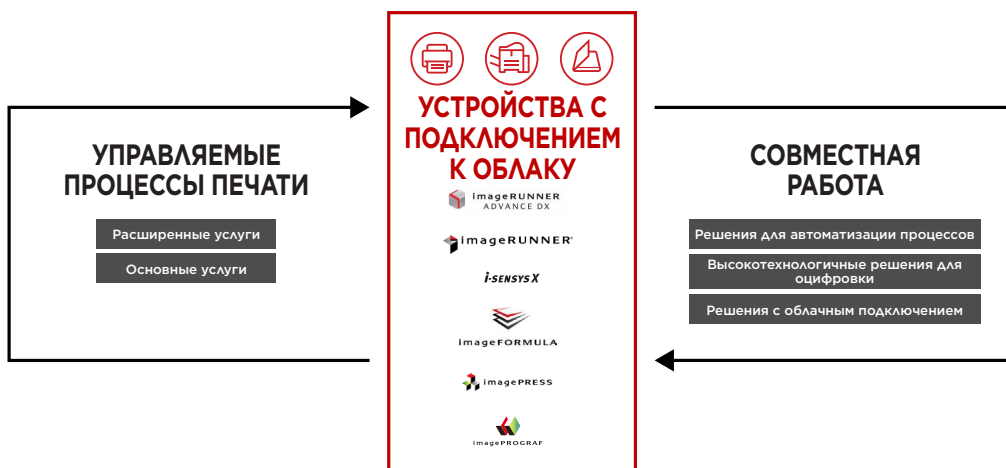 УПРАВЛЯЕМЫЕ
ПРОЦЕССЫ ПЕЧАТИ
Расширенные услуги
Основные услуги
УСТРОЙСТВА С
ПОДКЛЮЧЕНИЕМ
К ОБЛАКУ
imageRUNNER
ADVANCE DX
imageRUNNER®
i-SENSYS X
imageFORMULA
imagePRESS
imagePROGRAF
СОВМЕСТНАЯ
РАБОТА
Решения для автоматизации процессов
Высокотехнологичные решения для
оцифровки
Решения с облачным подключением